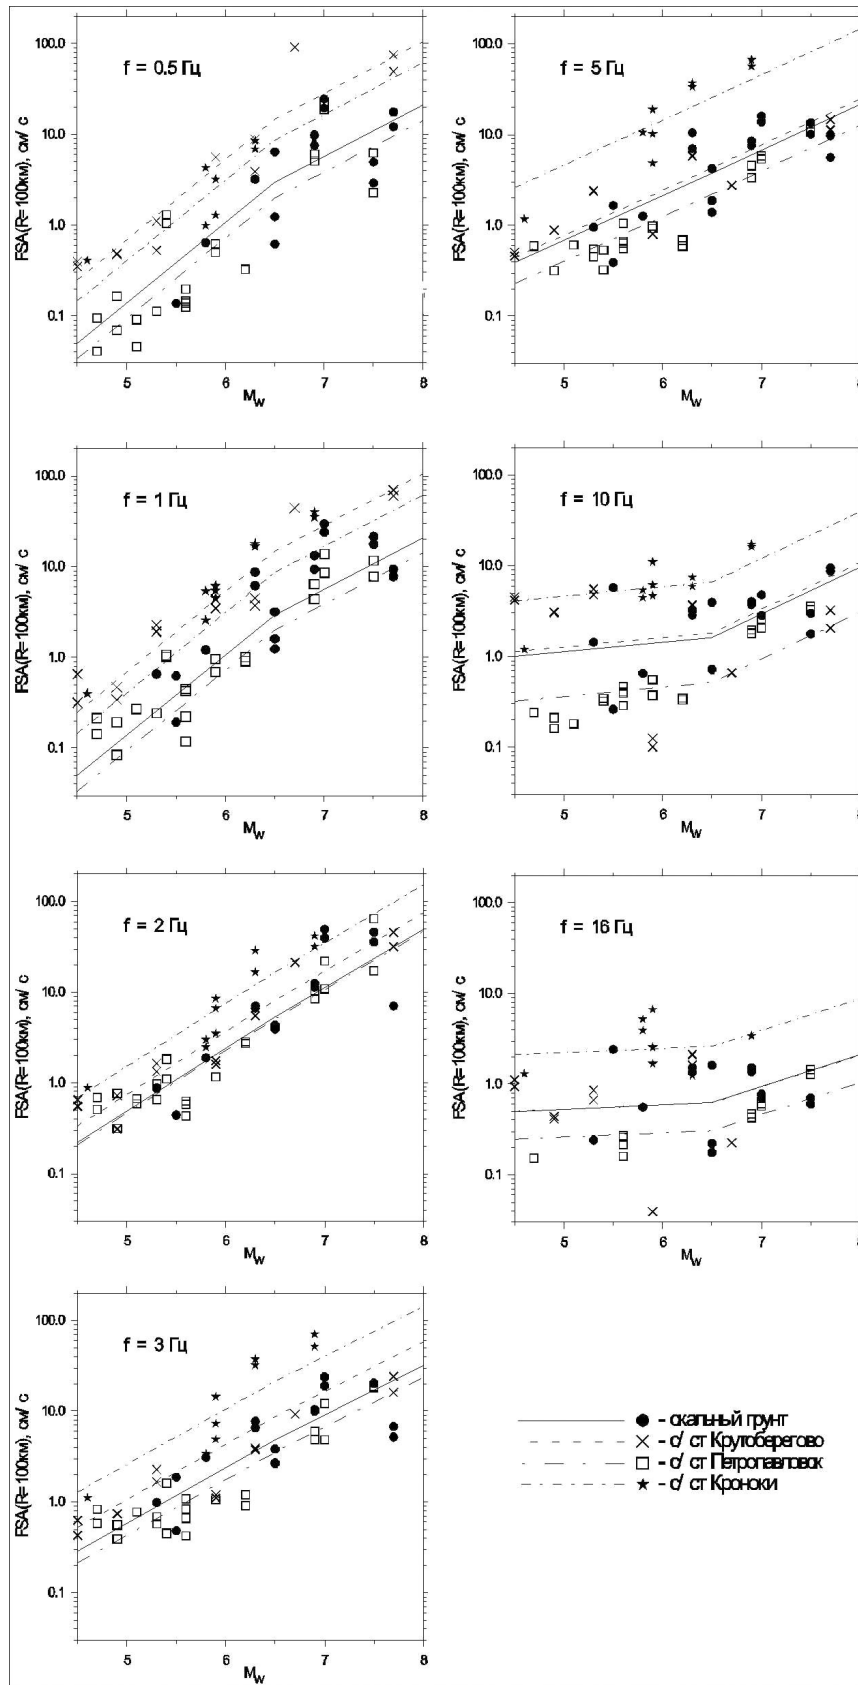 f = 0.5 Гц
FSA(R=100км), см/ с
100.0
10.0
1.0
0.1
5 6 7 8
Mw
f = 5 Гц
FSA(R=100км), см/ с
100.0
10.0
1.0
0.1
5 6 7 8
Mw
f = 1 Гц
FSA(R=100км), см/ с
100.0
10.0
1.0
0.1
5 6 7 8
Mw
f = 10 Гц
FSA(R=100км), см/ с
100.0
10.0
1.0
0.1
5 6 7 8
Mw
f = 2 Гц
FSA(R=100км), см/ с
100.0
10.0
1.0
0.1
5 6 7 8
Mw
f = 16 Гц
FSA(R=100км), см/ с
100.0
10.0
1.0
0.1
5 6 7 8
Mw
f = 3 Гц
FSA(R=100км), см/ с
100.0
10.0
1.0
0.1
5 6 7 8
Mw
- скальный грунт
- с/ ст Крутоберегово
- с/ ст Петропавловск
- с/ ст Кроноки